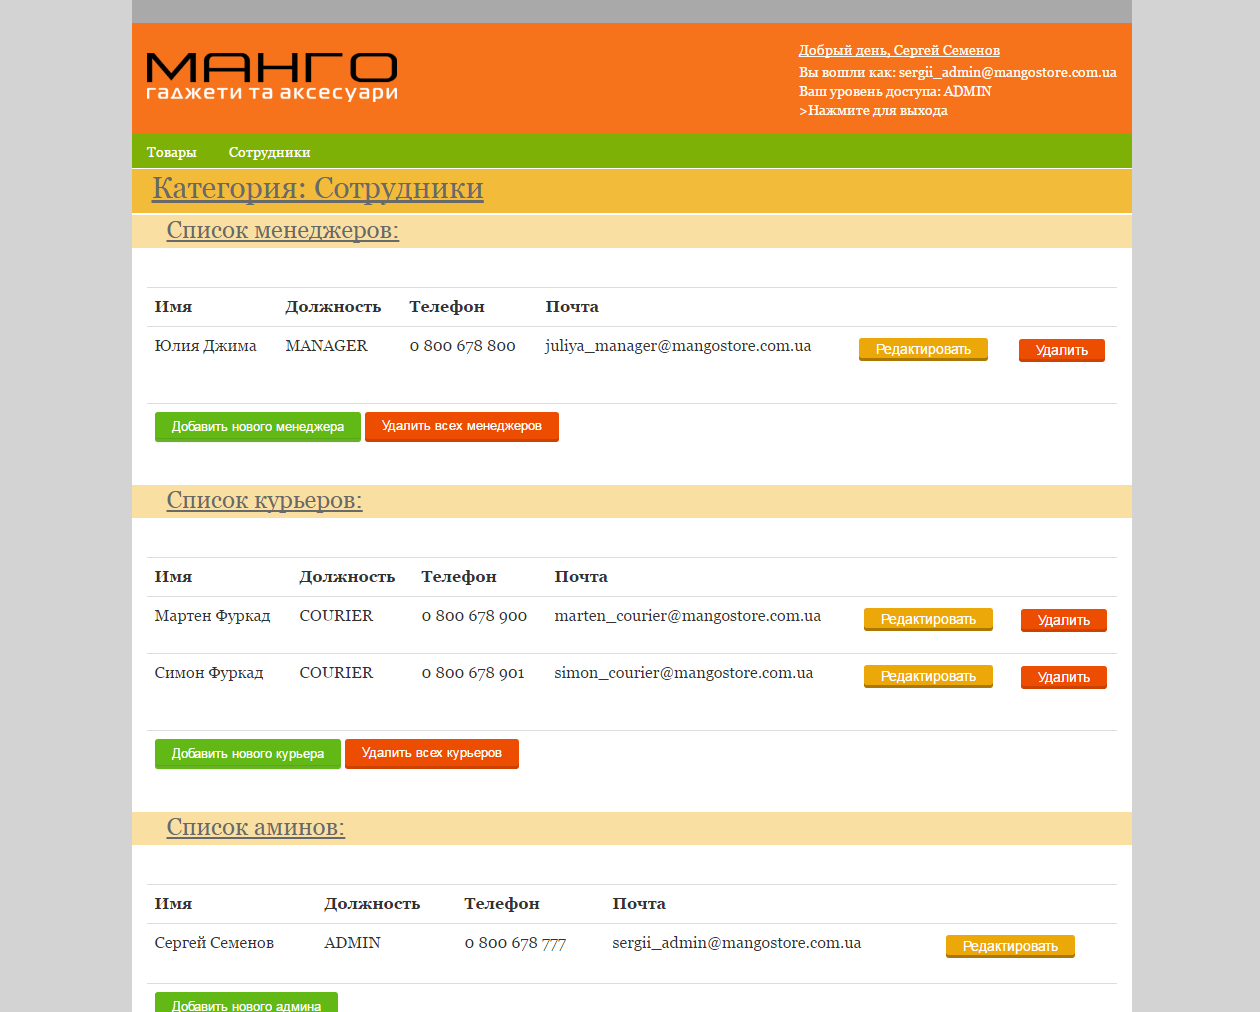 МАНГО
гаджети та аксесуари
Добрый день, Сергей Семенов
Вы вошли как: sergii_admin@mangostore.com.ua
Ваш уровень доступа: ADMIN
>Нажмите для выхода
Товары Сотрудники
Категория: Сотрудники
Список менеджеров:
Имя Должность Телефон Почта
Юлия Джима MANAGER 0 800 678 800 juliya_manager@mangostore.com.ua Редактировать Удалить
Добавить нового менеджера Удалить всех менеджеров
Список курьеров:
Имя Должность Телефон Почта
Мартен Фуркад COURIER 0 800 678 900 marten_courier@mangostore.com.ua Редактировать Удалить
Симон Фуркад COURIER 0 800 678 901 simon_courier@mangostore.com.ua Редактировать Удалить
Добавить нового курьера Удалить всех курьеров
Список аминов:
Имя Должность Телефон Почта
Сергей Семенов ADMIN 0 800 678 777 sergii_admin@mangostore.com.ua Редактировать
Добавить нового админа